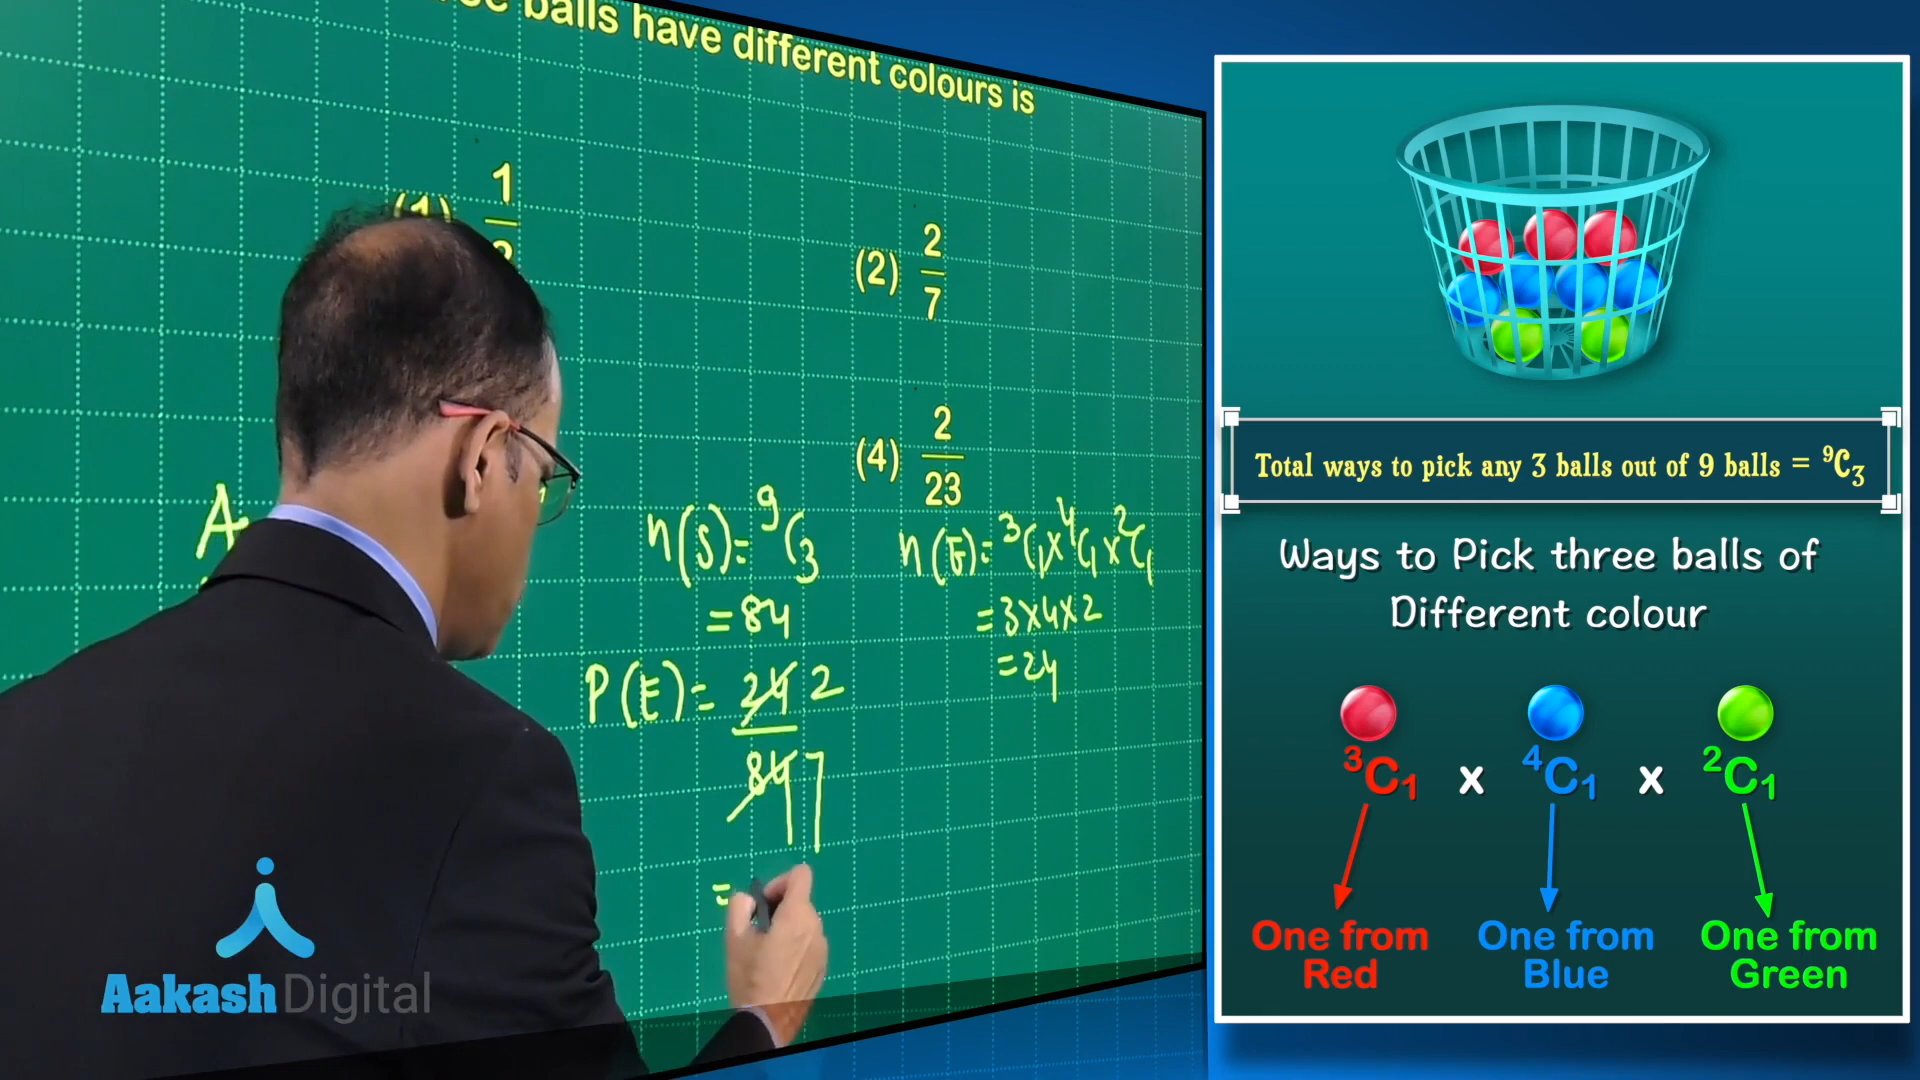 balls have different colours is
(1) 1
(2) 2/7
(4) 2/23
A
n(S) = ⁹C₃
= 84
n(E) = ³C₁ x ⁴C₁ x ²C₁
= 3x4x2
= 24
P(E) = 24 2
84 7
=
Aakash Digital
Total ways to pick any 3 balls out of 9 balls = ⁹C₃
Ways to Pick three balls of
Different colour
³C₁ x ⁴C₁ x ²C₁
One from Red
One from Blue
One from Green